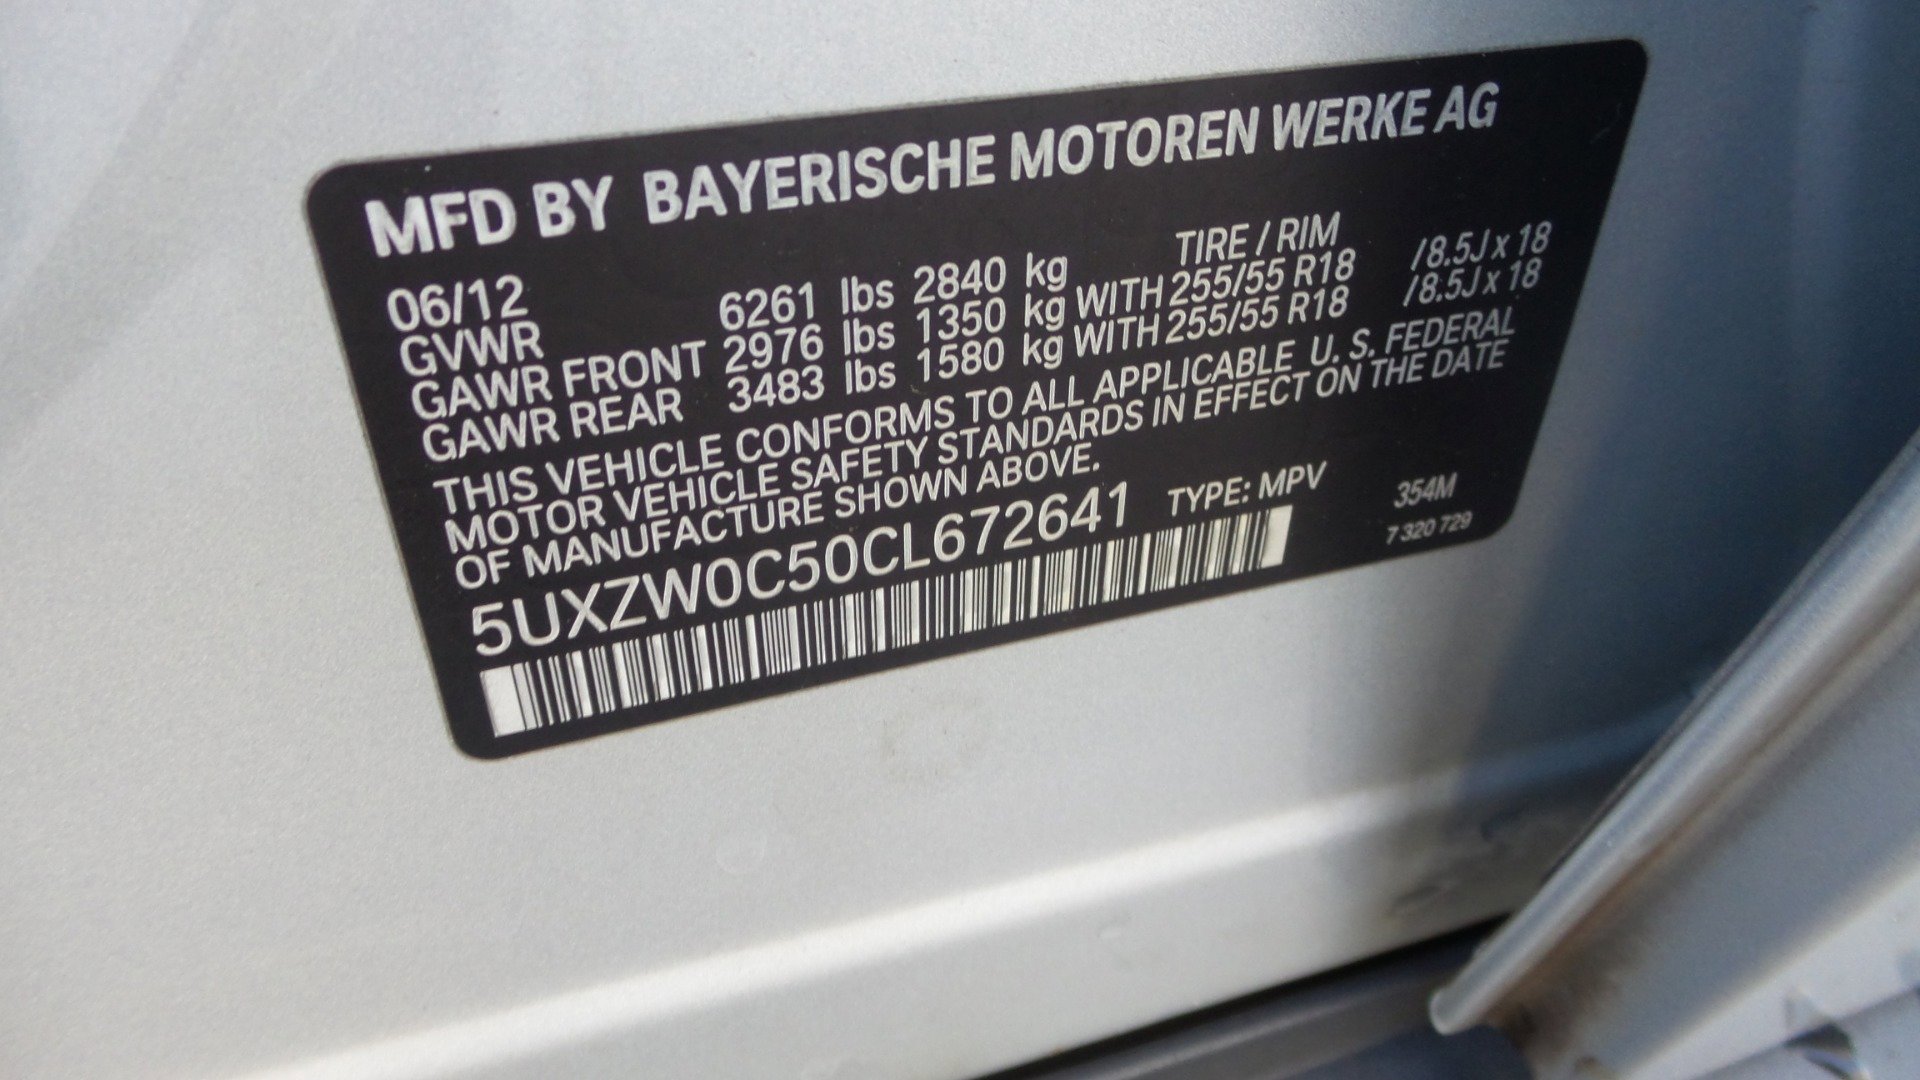 MFD BY BAYERISCHE MOTOREN WERKE AG
06/12 TIRE / RIM
GVWR 6261 lbs 2840 kg
GAWR FRONT 2976 lbs 1350 kg WITH 255/55 R18 /8.5J x 18
GAWR REAR 3483 lbs 1580 kg WITH 255/55 R18 /8.5J x 18
THIS VEHICLE CONFORMS TO ALL APPLICABLE U. S. FEDERAL
MOTOR VEHICLE SAFETY STANDARDS IN EFFECT ON THE DATE
OF MANUFACTURE SHOWN ABOVE.
5UXZW0C50CL672641 TYPE: MPV 354M
7 320 729